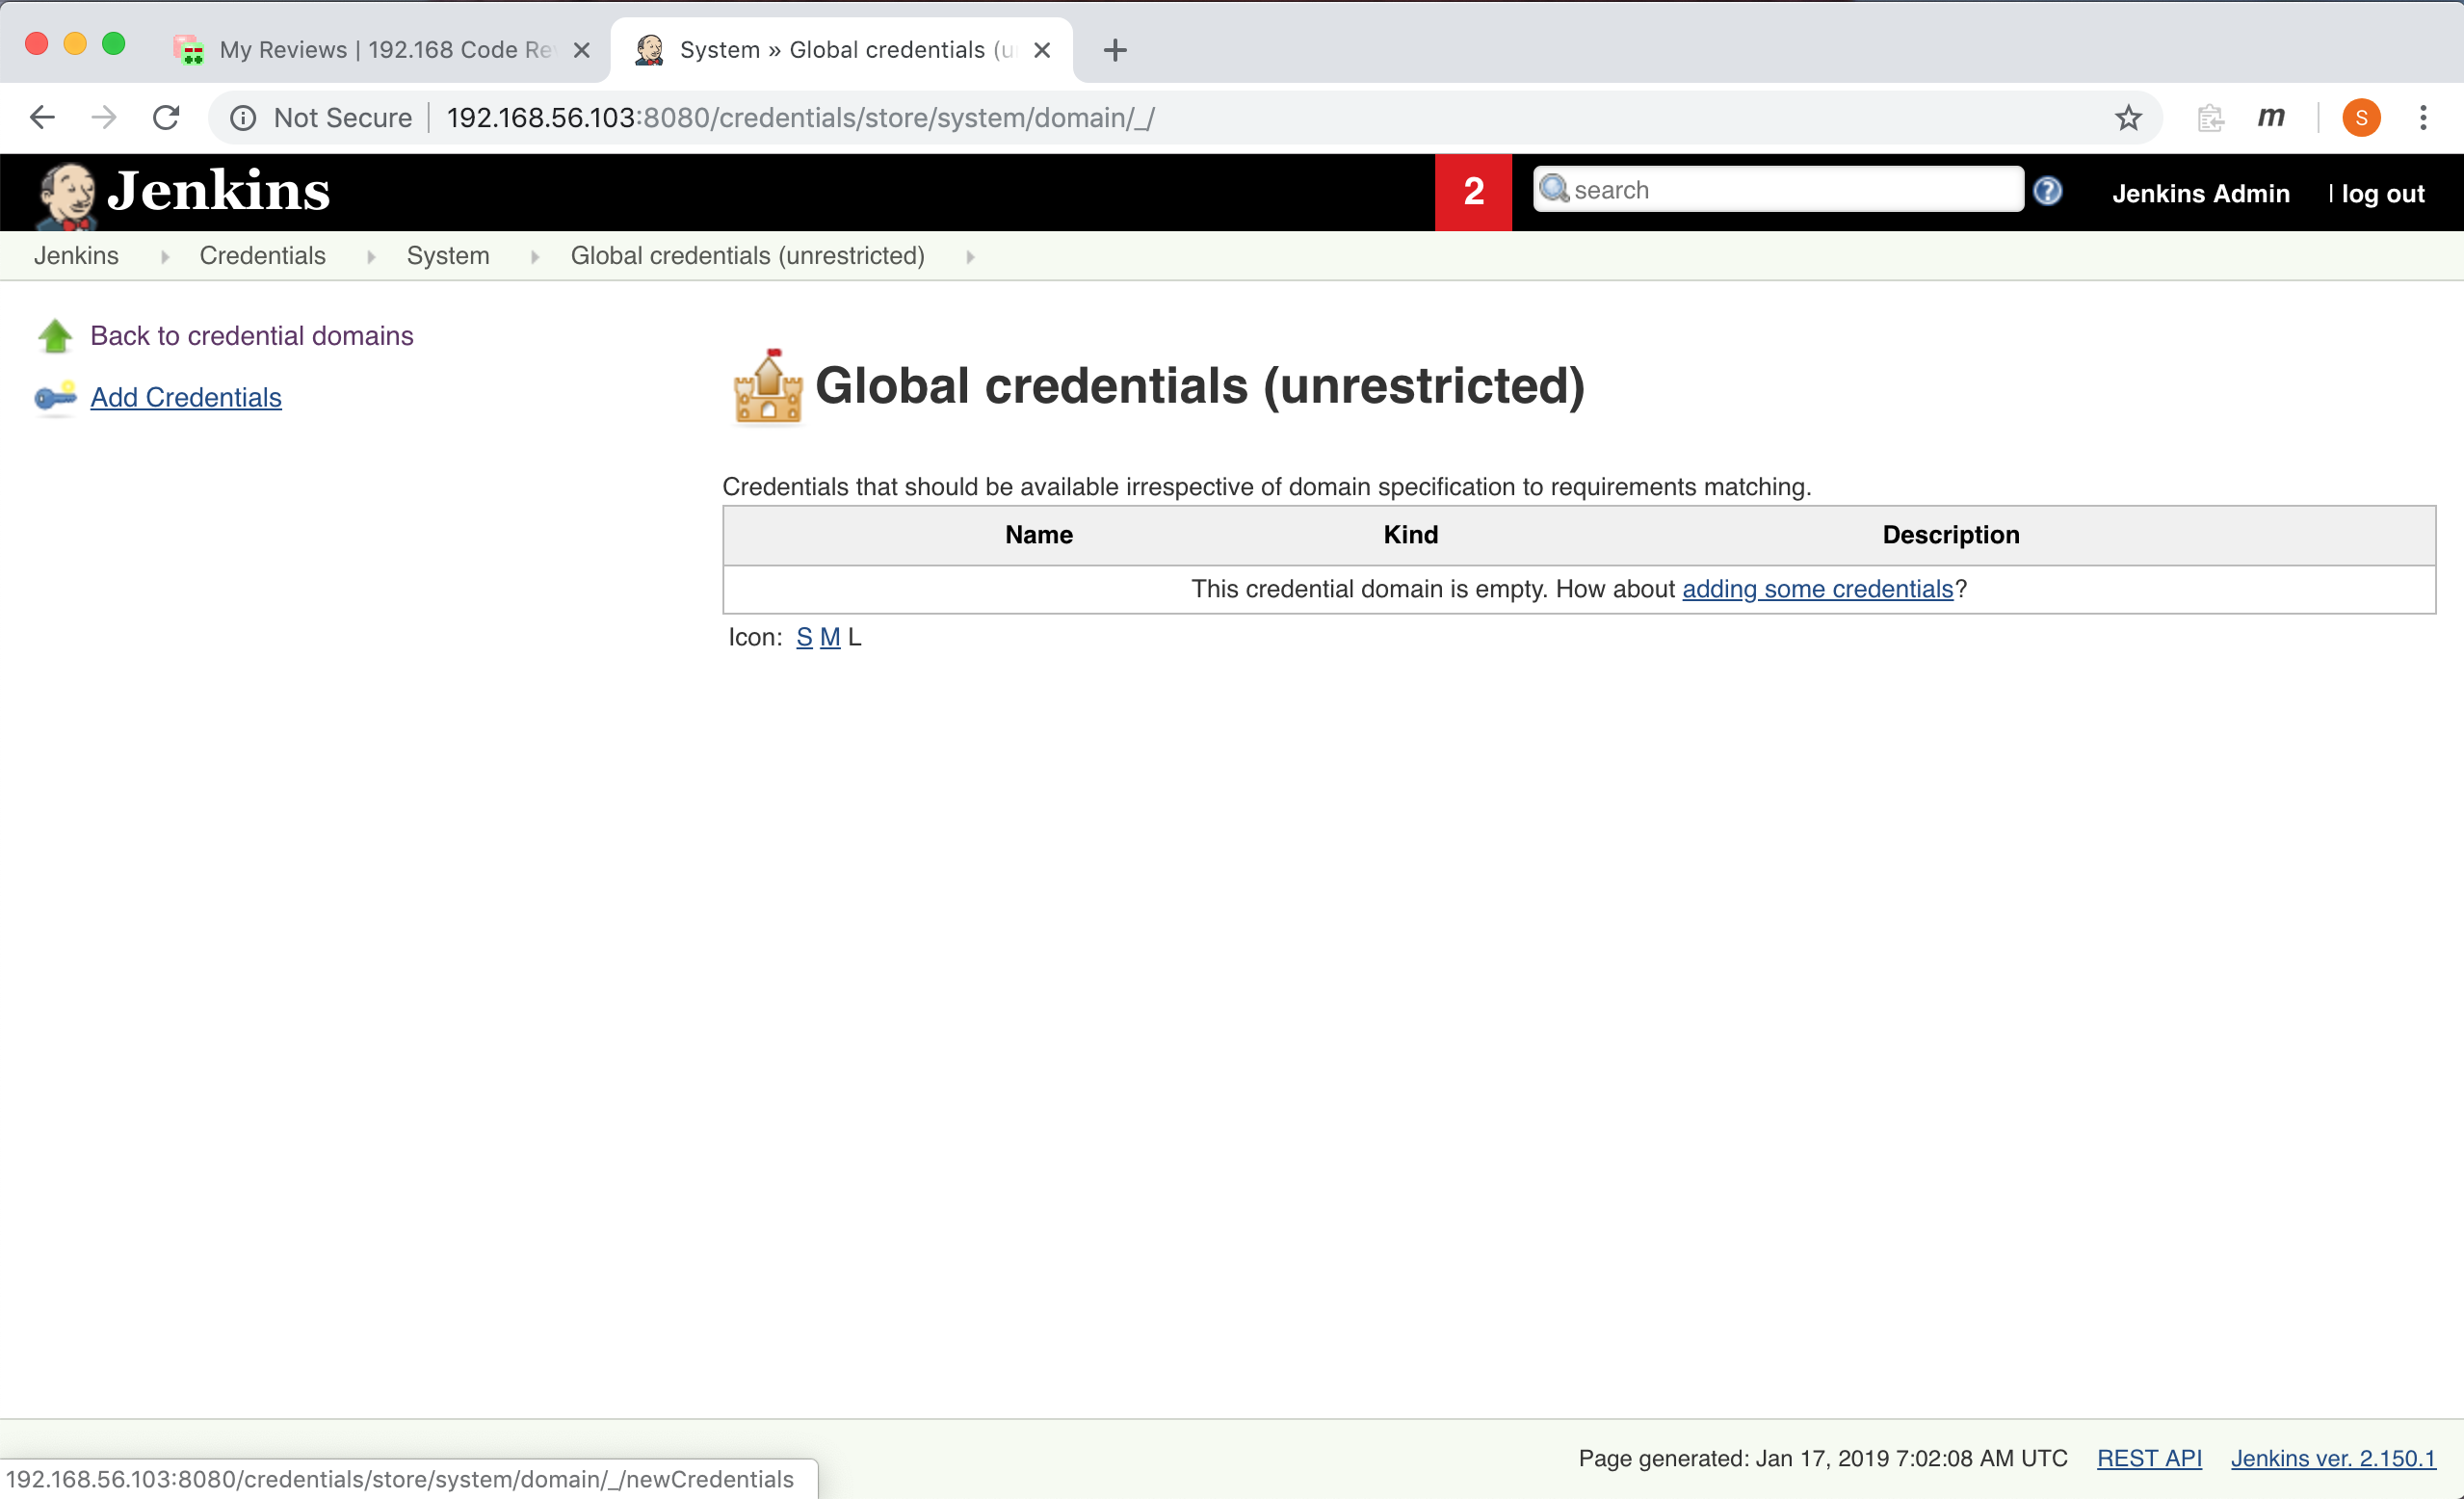 My Reviews | 192.168 Code Re
System » Global credentials (u
Not Secure 192.168.56.103:8080/credentials/store/system/domain/_/
m S
Jenkins 2 search ? Jenkins Admin | log out
Jenkins Credentials System Global credentials (unrestricted)
Back to credential domains
Add Credentials
Global credentials (unrestricted)
Credentials that should be available irrespective of domain specification to requirements matching.
Name Kind Description
This credential domain is empty. How about adding some credentials?
Icon: S M L
Page generated: Jan 17, 2019 7:02:08 AM UTC REST API Jenkins ver. 2.150.1
192.168.56.103:8080/credentials/store/system/domain/_/newCredentials